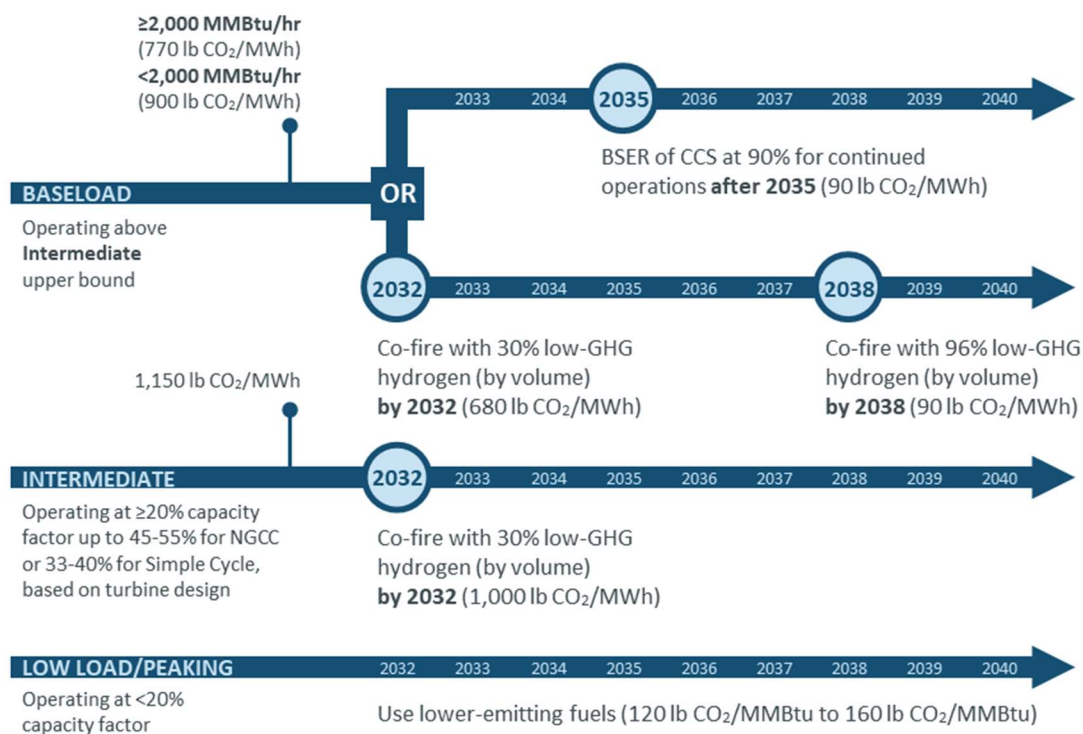 ≥2,000 MMBtu/hr
(770 lb CO₂/MWh)
<2,000 MMBtu/hr
(900 lb CO₂/MWh)
2033 2034 2035 2036 2037 2038 2039 2040
BSER of CCS at 90% for continued
operations after 2035 (90 lb CO₂/MWh)
BASELOAD
OR
Operating above
Intermediate
upper bound
2032 2033 2034 2035 2036 2037 2038 2039 2040
Co-fire with 30% low-GHG
hydrogen (by volume)
by 2032 (680 lb CO₂/MWh)
Co-fire with 96% low-GHG
hydrogen (by volume)
by 2038 (90 lb CO₂/MWh)
1,150 lb CO₂/MWh
INTERMEDIATE
2032 2033 2034 2035 2036 2037 2038 2039 2040
Operating at ≥20% capacity
factor up to 45-55% for NGCC
or 33-40% for Simple Cycle,
based on turbine design
Co-fire with 30% low-GHG
hydrogen (by volume)
by 2032 (1,000 lb CO₂/MWh)
LOW LOAD/PEAKING
2032 2033 2034 2035 2036 2037 2038 2039 2040
Operating at <20%
capacity factor
Use lower-emitting fuels (120 lb CO₂/MMBtu to 160 lb CO₂/MMBtu)